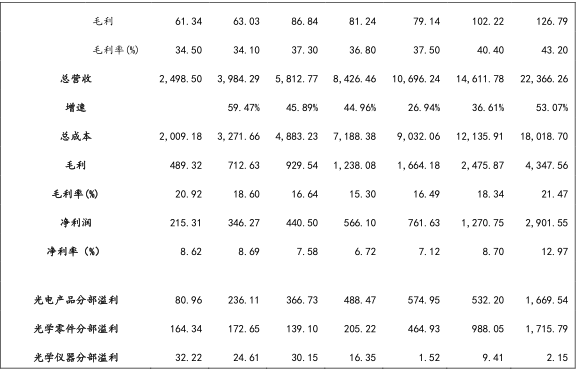 毛利 61.34 63.03 86.84 81.24 79.14 102.22 126.79
毛利率(%) 34.50 34.10 37.30 36.80 37.50 40.40 43.20
总营收 2,498.50 3,984.29 5,812.77 8,426.46 10,696.24 14,611.78 22,366.26
增速 59.47% 45.89% 44.96% 26.94% 36.61% 53.07%
总成本 2,009.18 3,271.66 4,883.23 7,188.38 9,032.06 12,135.91 18,018.70
毛利 489.32 712.63 929.54 1,238.08 1,664.18 2,475.87 4,347.56
毛利率(%) 20.92 18.60 16.64 15.30 16.49 18.34 21.47
净利润 215.31 346.27 440.50 566.10 761.63 1,270.75 2,901.55
净利率 (%) 8.62 8.69 7.58 6.72 7.12 8.70 12.97
光电产品分部溢利 80.96 236.11 366.73 488.47 574.95 532.20 1,669.54
光学零件分部溢利 164.34 172.65 139.10 205.22 464.93 988.05 1,715.79
光学仪器分部溢利 32.22 24.61 30.15 16.35 1.52 9.41 2.15